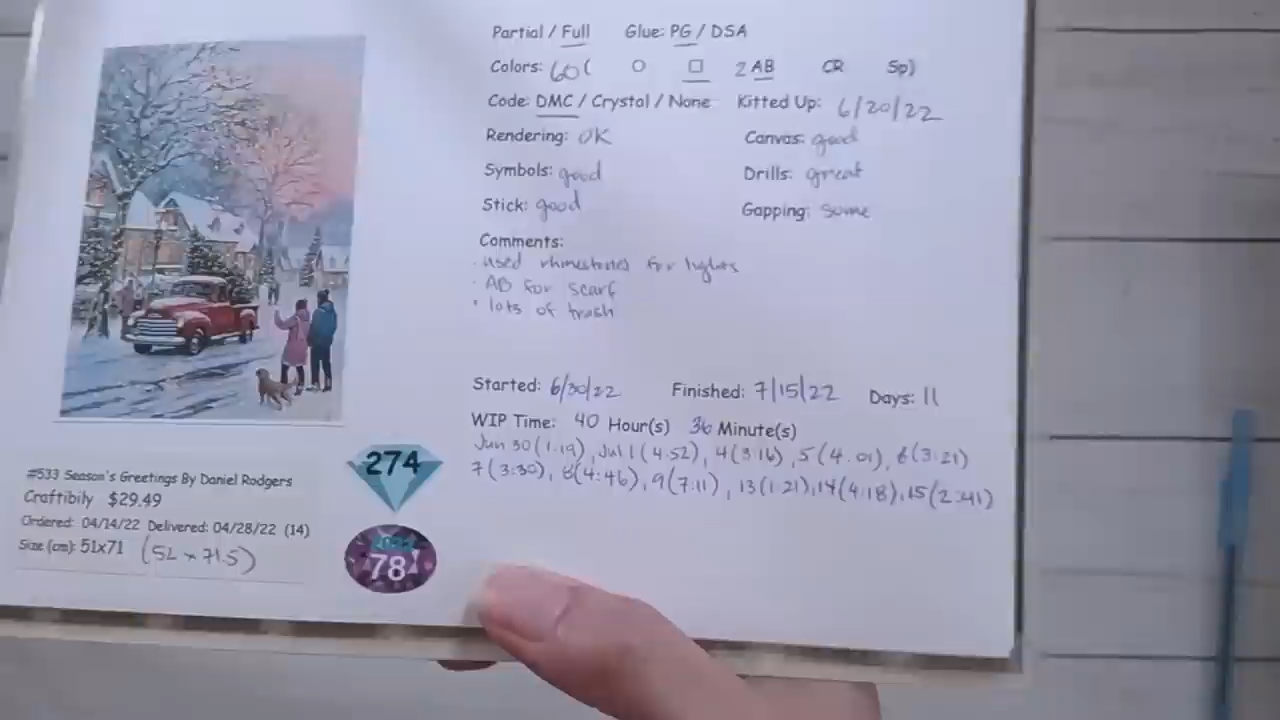 Partial / Full Glue: PG / DSA
Colors: 60 ( O □ 2 AB CR Sp)
Code: DMC / Crystal / None Kitted Up: 6/20/22
Rendering: OK Canvas: good
Symbols: good Drills: great
Stick: good Gapping: some
Comments:
· used rhinestones for lights
· AB for scarf
· lots of trash
Started: 6/30/22 Finished: 7/15/22 Days: 11
WIP Time: 40 Hour(s) 36 Minute(s)
Jun 30 (1:19), Jul 1 (4:52), 4 (3:16), 5 (4:01), 6 (3:21)
7 (3:30), 8 (4:46), 9 (7:11), 13 (1:21), 14 (4:18), 15 (2:41)
#533 Season's Greetings By Daniel Rodgers
Craftibily $29.49
Ordered: 04/14/22 Delivered: 04/28/22 (14)
Size (cm): 51x71 (52 x 71.5)
274
2022
78